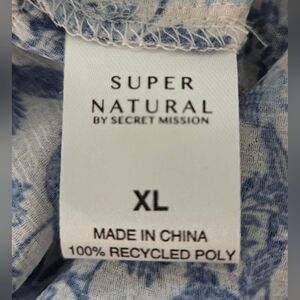 SUPER
NATURAL
BY SECRET MISSION
XL
MADE IN CHINA
100% RECYCLED POLY